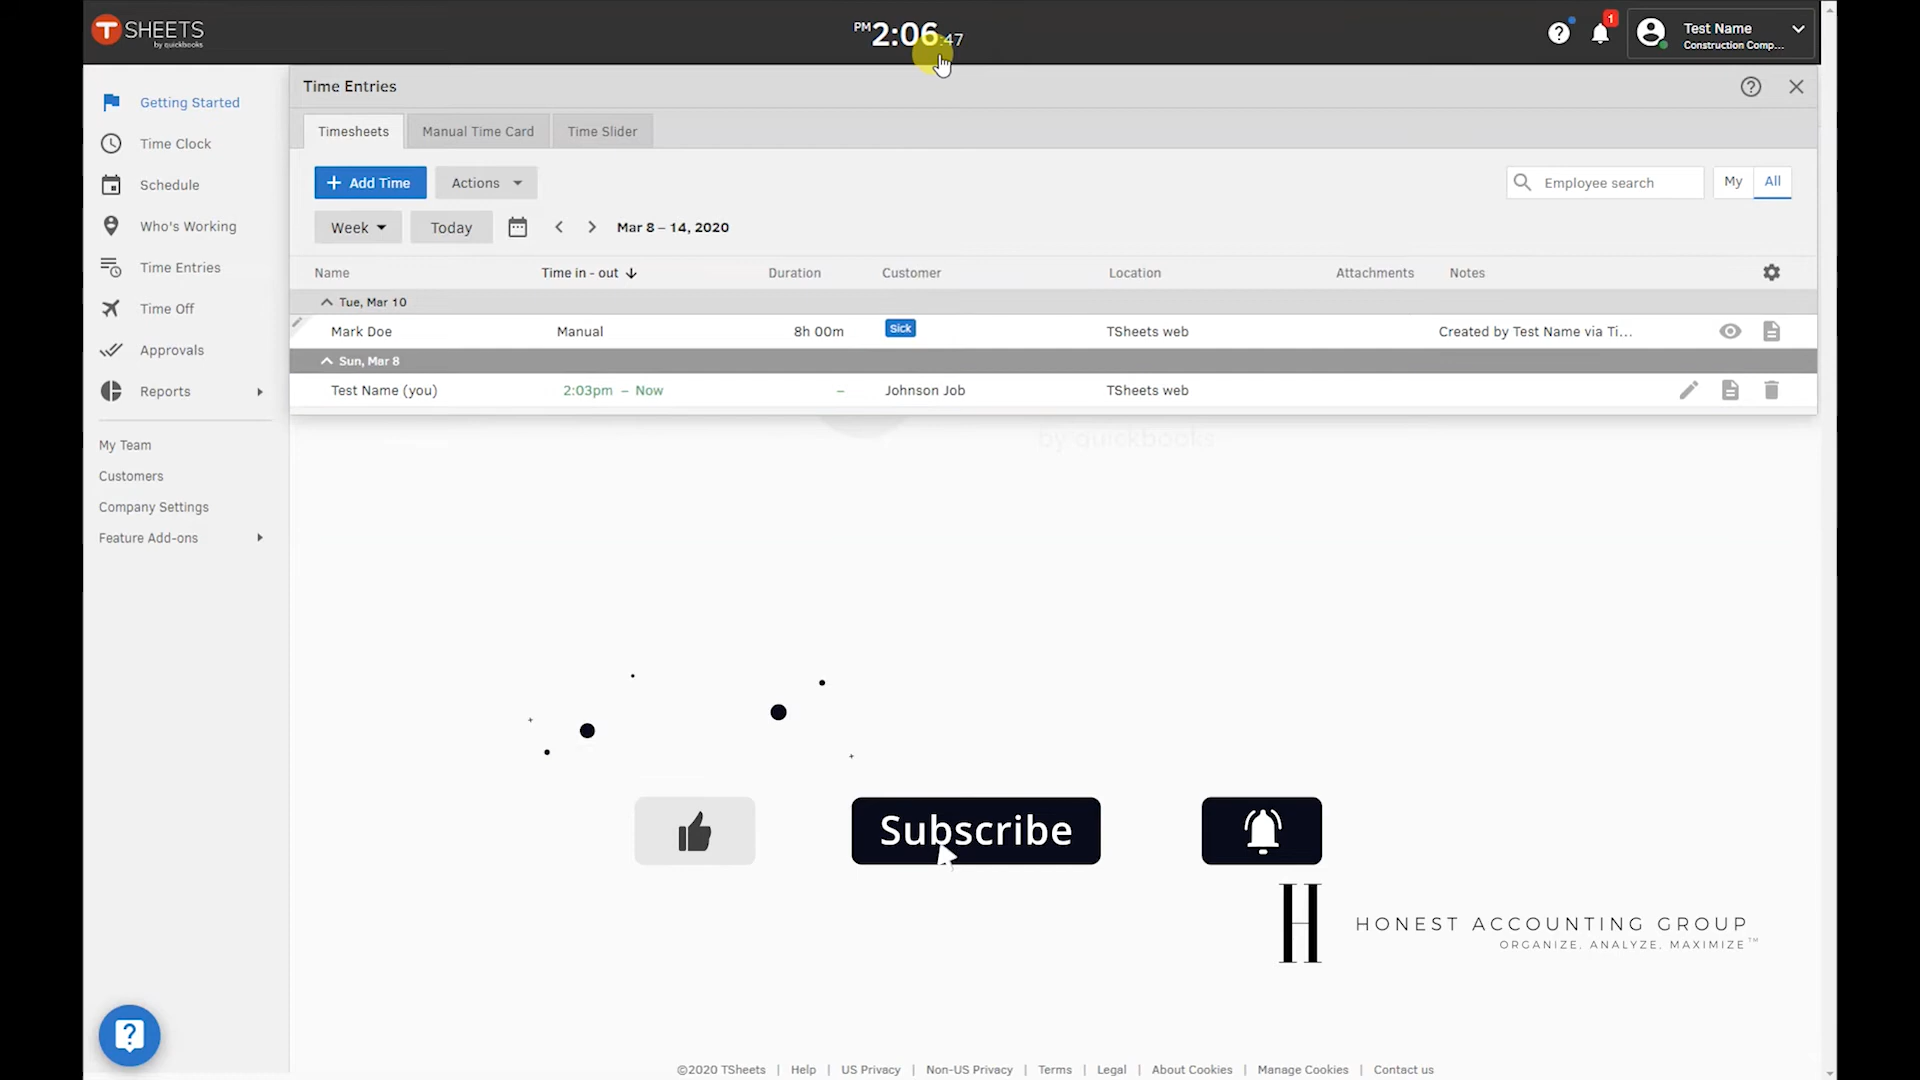 T SHEETS
by quickbooks
PM 2:06:47
1
Test Name
Construction Comp...
Getting Started
Time Clock
Schedule
Who's Working
Time Entries
Time Off
Approvals
Reports
My Team
Customers
Company Settings
Feature Add-ons
Time Entries
Timesheets Manual Time Card Time Slider
+ Add Time Actions Employee search My All
Week Today Mar 8 – 14, 2020
Name Time in - out Duration Customer Location Attachments Notes
Tue, Mar 10
Mark Doe Manual 8h 00m Sick TSheets web Created by Test Name via Ti...
Sun, Mar 8
Test Name (you) 2:03pm – Now – Johnson Job TSheets web
by quickbooks
Subscribe
H HONEST ACCOUNTING GROUP
ORGANIZE. ANALYZE. MAXIMIZE™
©2020 TSheets | Help | US Privacy | Non-US Privacy | Terms | Legal | About Cookies | Manage Cookies | Contact us